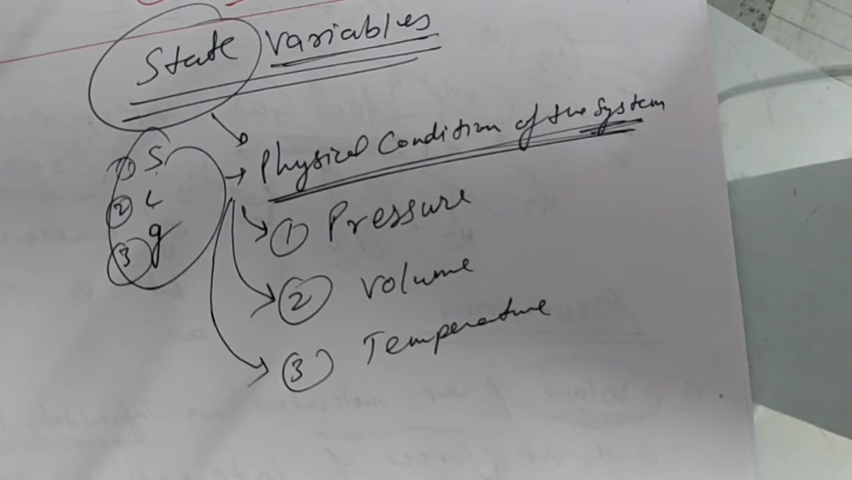 State variables
① S
② L
③ g
→ Physical Condition of the system
→ ① Pressure
→ ② Volume
→ ③ Temperature